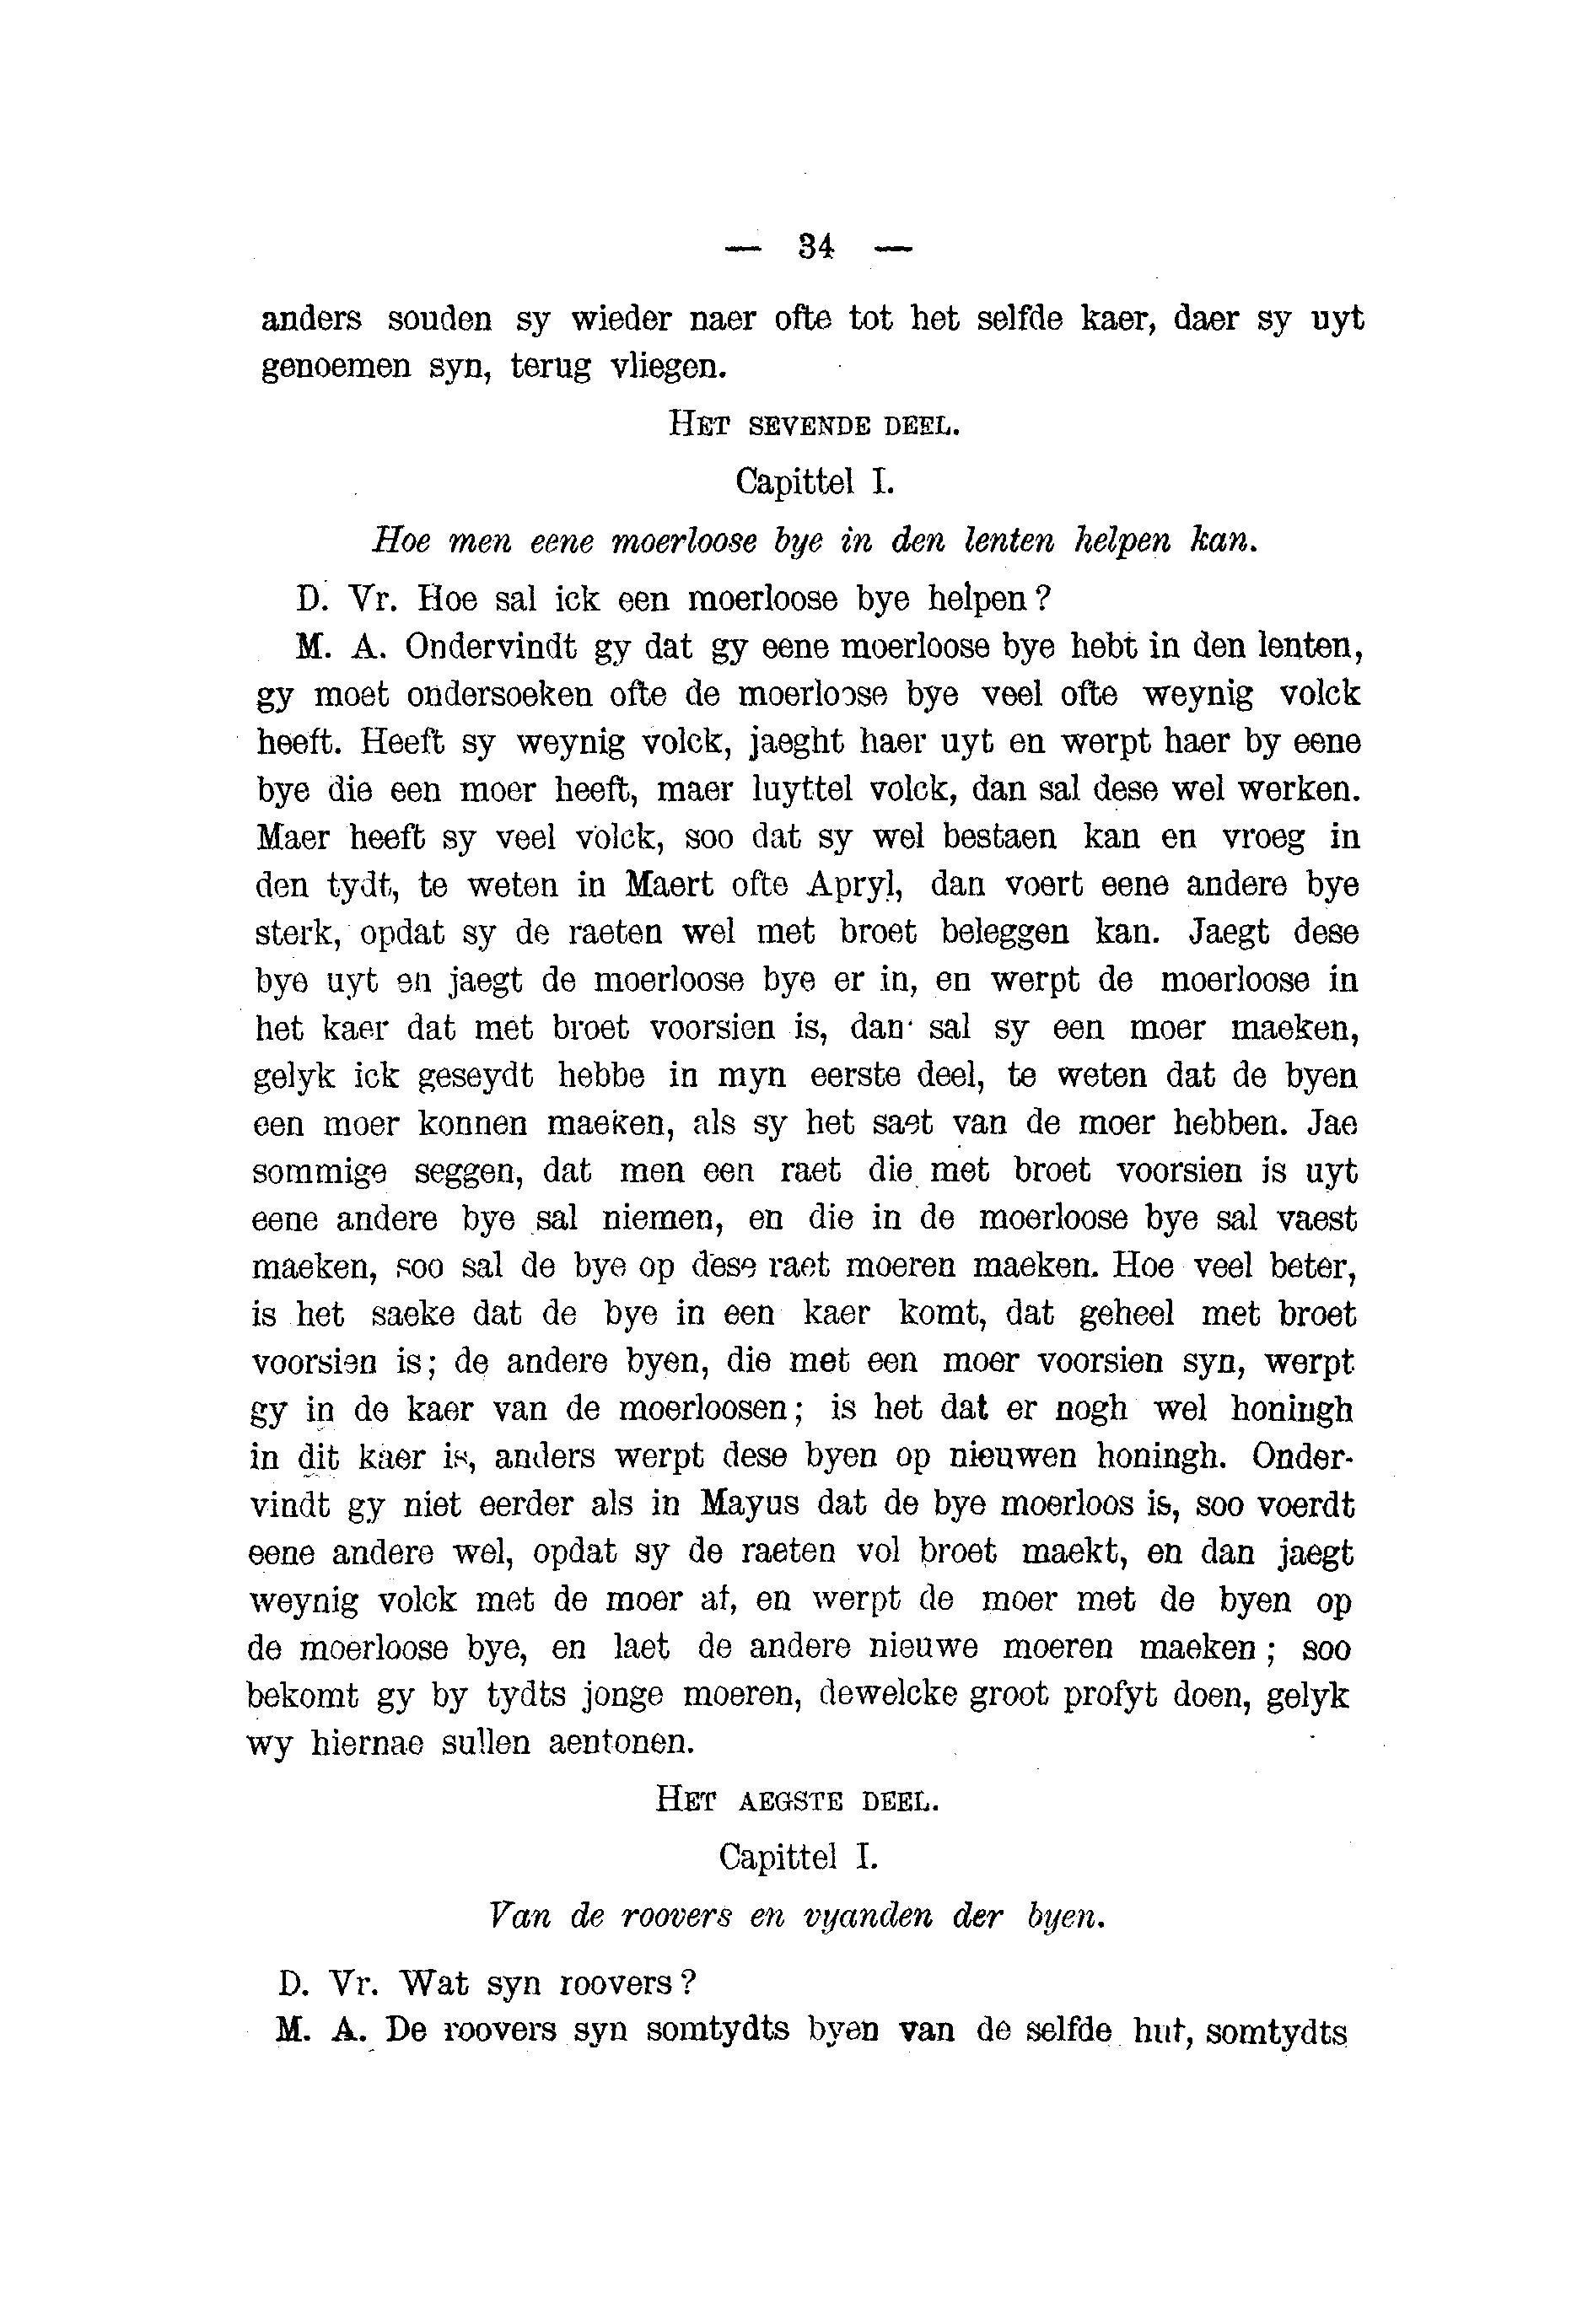 — 34 —
anders souden sy wieder naer ofte tot het selfde kaer, daer sy uyt
genoemen syn, terug vliegen.
HET SEVENDE DEEL.
Capittel I.
Hoe men eene moerloose bye in den lenten helpen kan.
D. Vr. Hoe sal ick een moerloose bye helpen?
M. A. Ondervindt gy dat gy eene moerloose bye hebt in den lenten,
gy moet ondersoeken ofte de moerloose bye veel ofte weynig volck
heeft. Heeft sy weynig volck, jaeght haer uyt en werpt haer by eene
bye die een moer heeft, maer luyttel volck, dan sal dese wel werken.
Maer heeft sy veel volck, soo dat sy wel bestaen kan en vroeg in
den tydt, te weten in Maert ofte Apryl, dan voert eene andere bye
sterk, opdat sy de raeten wel met broet beleggen kan. Jaegt dese
bye uyt en jaegt de moerloose bye er in, en werpt de moerloose in
het kaer dat met broet voorsien is, dan sal sy een moer maeken,
gelyk ick geseydt hebbe in myn eerste deel, te weten dat de byen
een moer konnen maeken, als sy het saet van de moer hebben. Jae
sommige seggen, dat men een raet die met broet voorsien is uyt
eene andere bye sal niemen, en die in de moerloose bye sal vaest
maeken, soo sal de bye op dese raet moeren maeken. Hoe veel beter,
is het saeke dat de bye in een kaer komt, dat geheel met broet
voorsien is; de andere byen, die met een moer voorsien syn, werpt
gy in de kaer van de moerloosen; is het dat er nogh wel honingh
in dit kaer is, anders werpt dese byen op nieuwen honingh. Onder-
vindt gy niet eerder als in Mayus dat de bye moerloos is, soo voerdt
eene andere wel, opdat sy de raeten vol broet maekt, en dan jaegt
weynig volck met de moer af, en werpt de moer met de byen op
de moerloose bye, en laet de andere nieuwe moeren maeken; soo
bekomt gy by tydts jonge moeren, dewelcke groot profyt doen, gelyk
wy hiernae sullen aentonen.
HET AEGSTE DEEL.
Capittel I.
Van de roovers en vyanden der byen.
D. Vr. Wat syn roovers?
M. A. De roovers syn somtydts byen van de selfde hut, somtydts